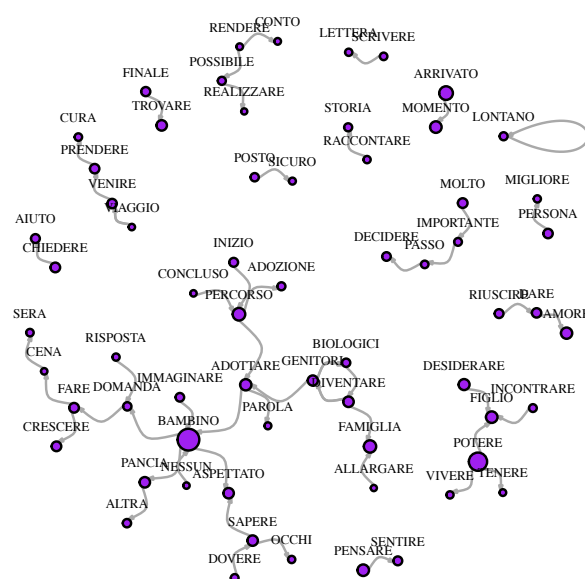 CONTO
RENDERE
LETTERA
SCRIVERE
POSSIBILE
FINALE
ARRIVATO
REALIZZARE
TROVARE
STORIA
MOMENTO
CURA
LONTANO
RACCONTARE
PRENDERE
POSTO
SICURO
VENIRE
MOLTO
MIGLIORE
VIAGGIO
AIUTO
IMPORTANTE
PERSONA
CHIEDERE
DECIDERE
PASSO
INIZIO
CONCLUSO
ADOZIONE
PERCORSO
RIUSCIRE
DARE
SERA
AMORE
RISPOSTA
BIOLOGICI
CENA
ADOTTARE
GENITORI
DESIDERARE
IMMAGINARE
DIVENTARE
FARE
DOMANDA
INCONTRARE
FIGLIO
PAROLA
BAMBINO
CRESCERE
FAMIGLIA
POTERE
PANCIA
NESSUN
ASPETTATO
ALLARGARE
VIVERE
TENERE
ALTRA
SAPERE
OCCHI
DOVERE
PENSARE
SENTIRE